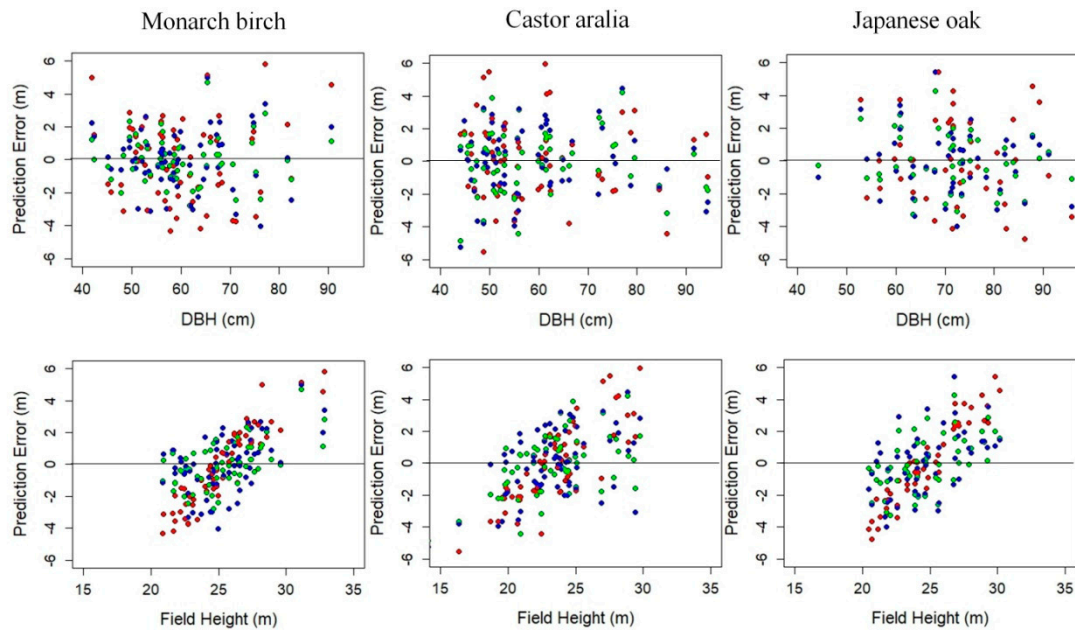 Monarch birch
Castor aralia
Japanese oak
Prediction Error (m)
6
4
2
0
-2
-4
-6
40 50 60 70 80 90
DBH (cm)
Prediction Error (m)
6
4
2
0
-2
-4
-6
40 50 60 70 80 90
DBH (cm)
Prediction Error (m)
6
4
2
0
-2
-4
-6
40 50 60 70 80 90
DBH (cm)
Prediction Error (m)
6
4
2
0
-2
-4
-6
15 20 25 30 35
Field Height (m)
Prediction Error (m)
6
4
2
0
-2
-4
-6
15 20 25 30 35
Field Height (m)
Prediction Error (m)
6
4
2
0
-2
-4
-6
15 20 25 30 35
Field Height (m)